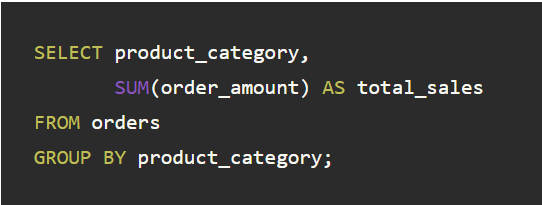 SELECT product_category,
SUM(order_amount) AS total_sales
FROM orders
GROUP BY product_category;